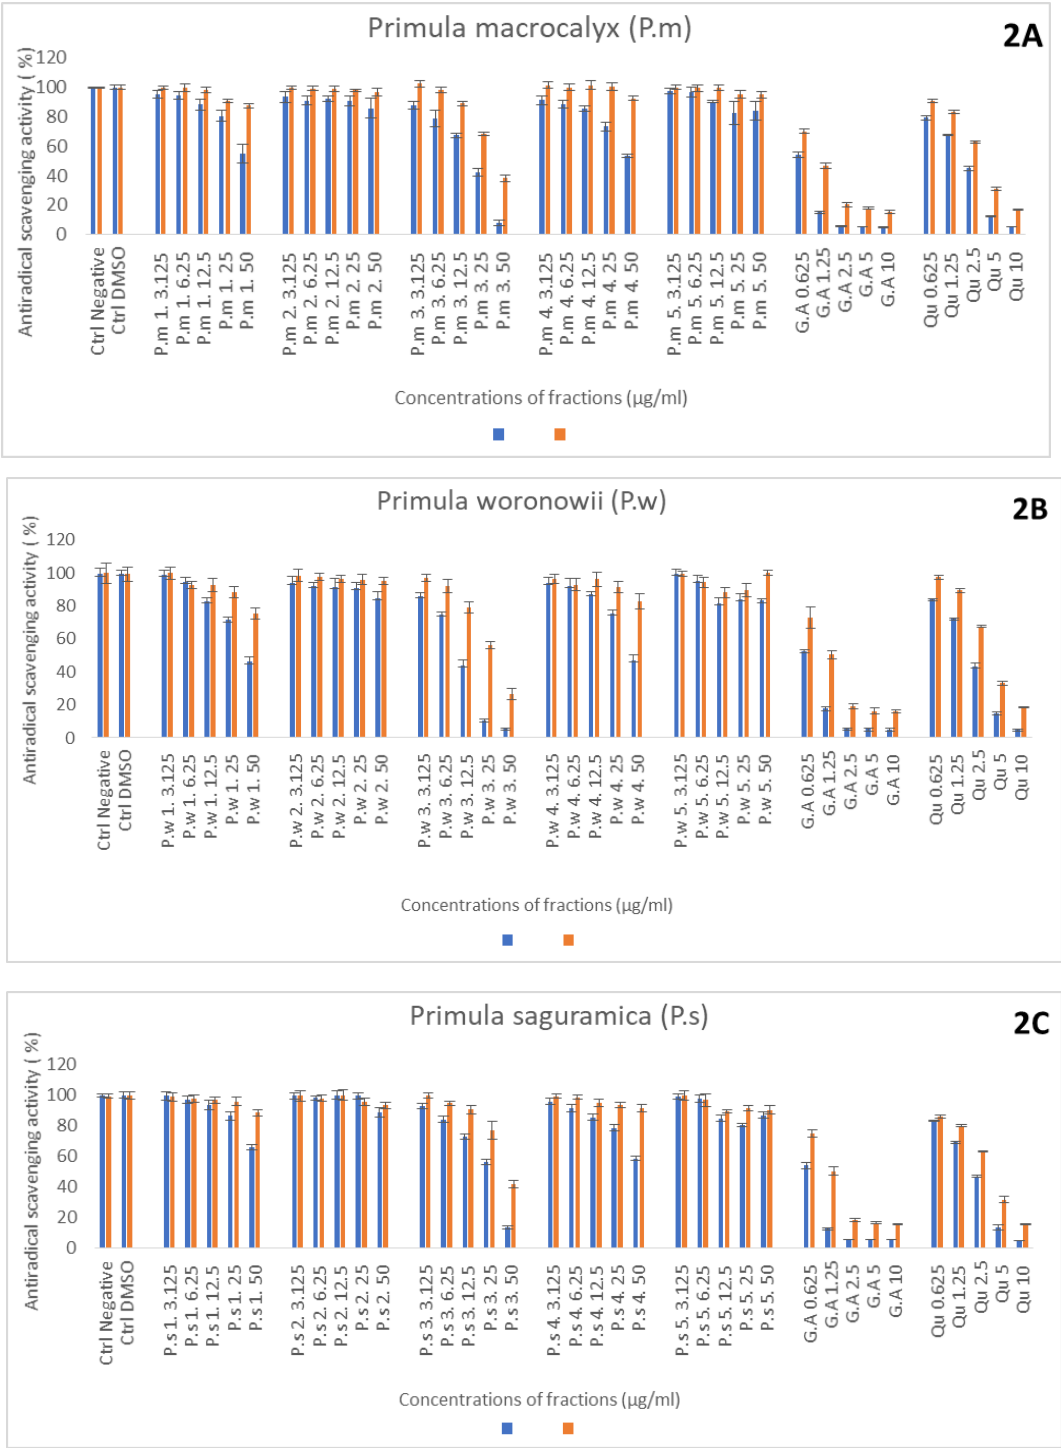 Primula macrocalyx (P.m)
2A
Antiradical scavenging activity ( %)
120
100
80
60
40
20
0
Ctrl Negative
Ctrl DMSO
P.m 1. 3.125
P.m 1. 6.25
P.m 1. 12.5
P.m 1. 25
P.m 1. 50
P.m 2. 3.125
P.m 2. 6.25
P.m 2. 12.5
P.m 2. 25
P.m 2. 50
P.m 3. 3.125
P.m 3. 6.25
P.m 3. 12.5
P.m 3. 25
P.m 3. 50
P.m 4. 3.125
P.m 4. 6.25
P.m 4. 12.5
P.m 4. 25
P.m 4. 50
P.m 5. 3.125
P.m 5. 6.25
P.m 5. 12.5
P.m 5. 25
P.m 5. 50
G.A 0.625
G.A 1.25
G.A 2.5
G.A 5
G.A 10
Qu 0.625
Qu 1.25
Qu 2.5
Qu 5
Qu 10
Concentrations of fractions (µg/ml)
Primula woronowii (P.w)
2B
Antiradical scavenging activity ( %)
120
100
80
60
40
20
0
Ctrl Negative
Ctrl DMSO
P.w 1. 3.125
P.w 1. 6.25
P.w 1. 12.5
P.w 1. 25
P.w 1. 50
P.w 2. 3.125
P.w 2. 6.25
P.w 2. 12.5
P.w 2. 25
P.w 2. 50
P.w 3. 3.125
P.w 3. 6.25
P.w 3. 12.5
P.w 3. 25
P.w 3. 50
P.w 4. 3.125
P.w 4. 6.25
P.w 4. 12.5
P.w 4. 25
P.w 4. 50
P.w 5. 3.125
P.w 5. 6.25
P.w 5. 12.5
P.w 5. 25
P.w 5. 50
G.A 0.625
G.A 1.25
G.A 2.5
G.A 5
G.A 10
Qu 0.625
Qu 1.25
Qu 2.5
Qu 5
Qu 10
Concentrations of fractions (µg/ml)
Primula saguramica (P.s)
2C
Antiradical scavenging activity ( %)
120
100
80
60
40
20
0
Ctrl Negative
Ctrl DMSO
P.s 1. 3.125
P.s 1. 6.25
P.s 1. 12.5
P.s 1. 25
P.s 1. 50
P.s 2. 3.125
P.s 2. 6.25
P.s 2. 12.5
P.s 2. 25
P.s 2. 50
P.s 3. 3.125
P.s 3. 6.25
P.s 3. 12.5
P.s 3. 25
P.s 3. 50
P.s 4. 3.125
P.s 4. 6.25
P.s 4. 12.5
P.s 4. 25
P.s 4. 50
P.s 5. 3.125
P.s 5. 6.25
P.s 5. 12.5
P.s 5. 25
P.s 5. 50
G.A 0.625
G.A 1.25
G.A 2.5
G.A 5
G.A 10
Qu 0.625
Qu 1.25
Qu 2.5
Qu 5
Qu 10
Concentrations of fractions (µg/ml)